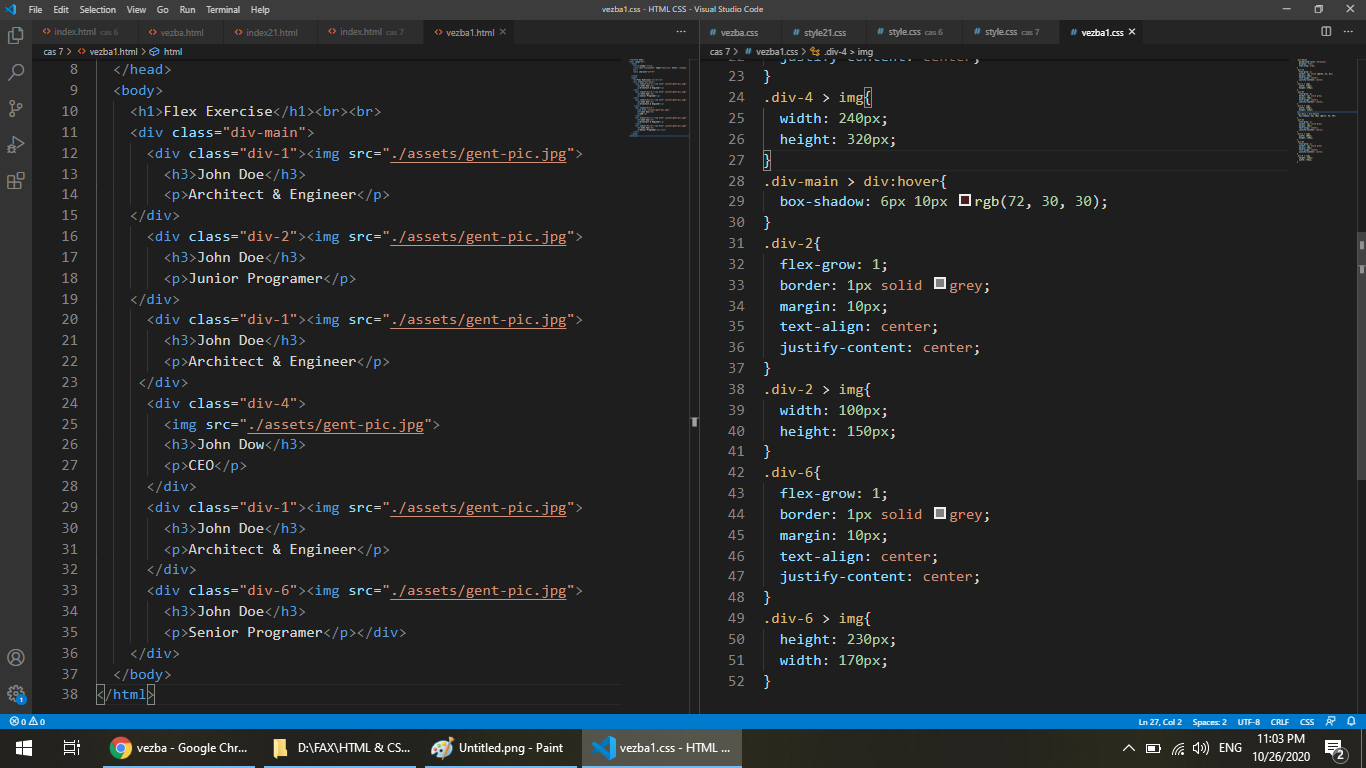 File Edit Selection View Go Run Terminal Help
vezba1.css - HTML CSS - Visual Studio Code
index.html cas 6 vezba.html index21.html index.html cas 7 vezba1.html
cas 7 > vezba1.html > html
8 </head>
9 <body>
10 <h1>Flex Exercise</h1><br><br>
11 <div class="div-main">
12 <div class="div-1"><img src="./assets/gent-pic.jpg">
13 <h3>John Doe</h3>
14 <p>Architect & Engineer</p>
15 </div>
16 <div class="div-2"><img src="./assets/gent-pic.jpg">
17 <h3>John Doe</h3>
18 <p>Junior Programer</p>
19 </div>
20 <div class="div-1"><img src="./assets/gent-pic.jpg">
21 <h3>John Doe</h3>
22 <p>Architect & Engineer</p>
23 </div>
24 <div class="div-4">
25 <img src="./assets/gent-pic.jpg">
26 <h3>John Dow</h3>
27 <p>CEO</p>
28 </div>
29 <div class="div-1"><img src="./assets/gent-pic.jpg">
30 <h3>John Doe</h3>
31 <p>Architect & Engineer</p>
32 </div>
33 <div class="div-6"><img src="./assets/gent-pic.jpg">
34 <h3>John Doe</h3>
35 <p>Senior Programer</p></div>
36 </div>
37 </body>
38 </html>
vezba.css style21.css style.css cas 6 style.css cas 7 vezba1.css
cas 7 > vezba1.css > .div-4 > img
22 justify-content: center;
23 }
24 .div-4 > img{
25 width: 240px;
26 height: 320px;
27 }
28 .div-main > div:hover{
29 box-shadow: 6px 10px rgb(72, 30, 30);
30 }
31 .div-2{
32 flex-grow: 1;
33 border: 1px solid grey;
34 margin: 10px;
35 text-align: center;
36 justify-content: center;
37 }
38 .div-2 > img{
39 width: 100px;
40 height: 150px;
41 }
42 .div-6{
43 flex-grow: 1;
44 border: 1px solid grey;
45 margin: 10px;
46 text-align: center;
47 justify-content: center;
48 }
49 .div-6 > img{
50 height: 230px;
51 width: 170px;
52 }
1
0 0
Ln 27, Col 2 Spaces: 2 UTF-8 CRLF CSS
vezba - Google Chr... D:\FAX\HTML & CS... Untitled.png - Paint vezba1.css - HTML ...
ENG
11:03 PM
10/26/2020
2